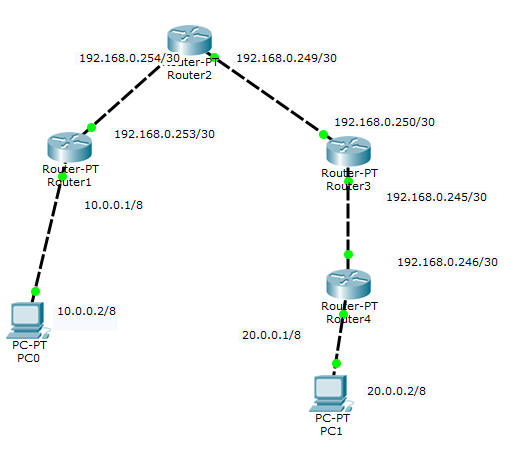 192.168.0.254/30
192.168.0.249/30
Router-PT
Router2
192.168.0.250/30
192.168.0.253/30
Router-PT
Router1
Router-PT
Router3
192.168.0.245/30
10.0.0.1/8
192.168.0.246/30
10.0.0.2/8
Router-PT
Router4
20.0.0.1/8
PC-PT
PC0
20.0.0.2/8
PC-PT
PC1